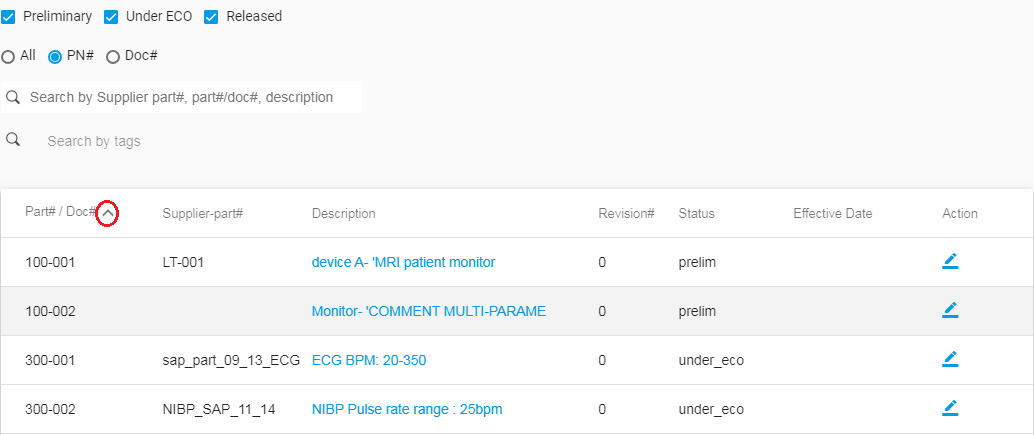 Preliminary Under ECO Released
All PN# Doc#
Search by Supplier part#, part#/doc#, description
Search by tags
Part# / Doc# Supplier-part# Description Revision# Status Effective Date Action
100-001 LT-001 device A- 'MRI patient monitor 0 prelim
100-002 Monitor- 'COMMENT MULTI-PARAME 0 prelim
300-001 sap_part_09_13_ECG ECG BPM: 20-350 0 under_eco
300-002 NIBP_SAP_11_14 NIBP Pulse rate range : 25bpm 0 under_eco